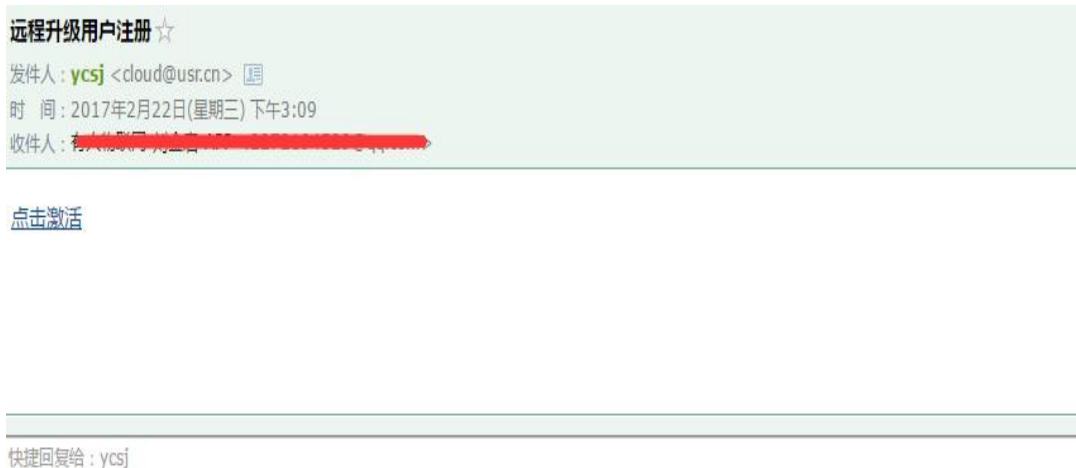 远程升级用户注册
发件人：ycsj <cloud@usr.cn>
时 间：2017年2月22日(星期三) 下午3:09
收件人：
点击激活
快捷回复给：ycsj